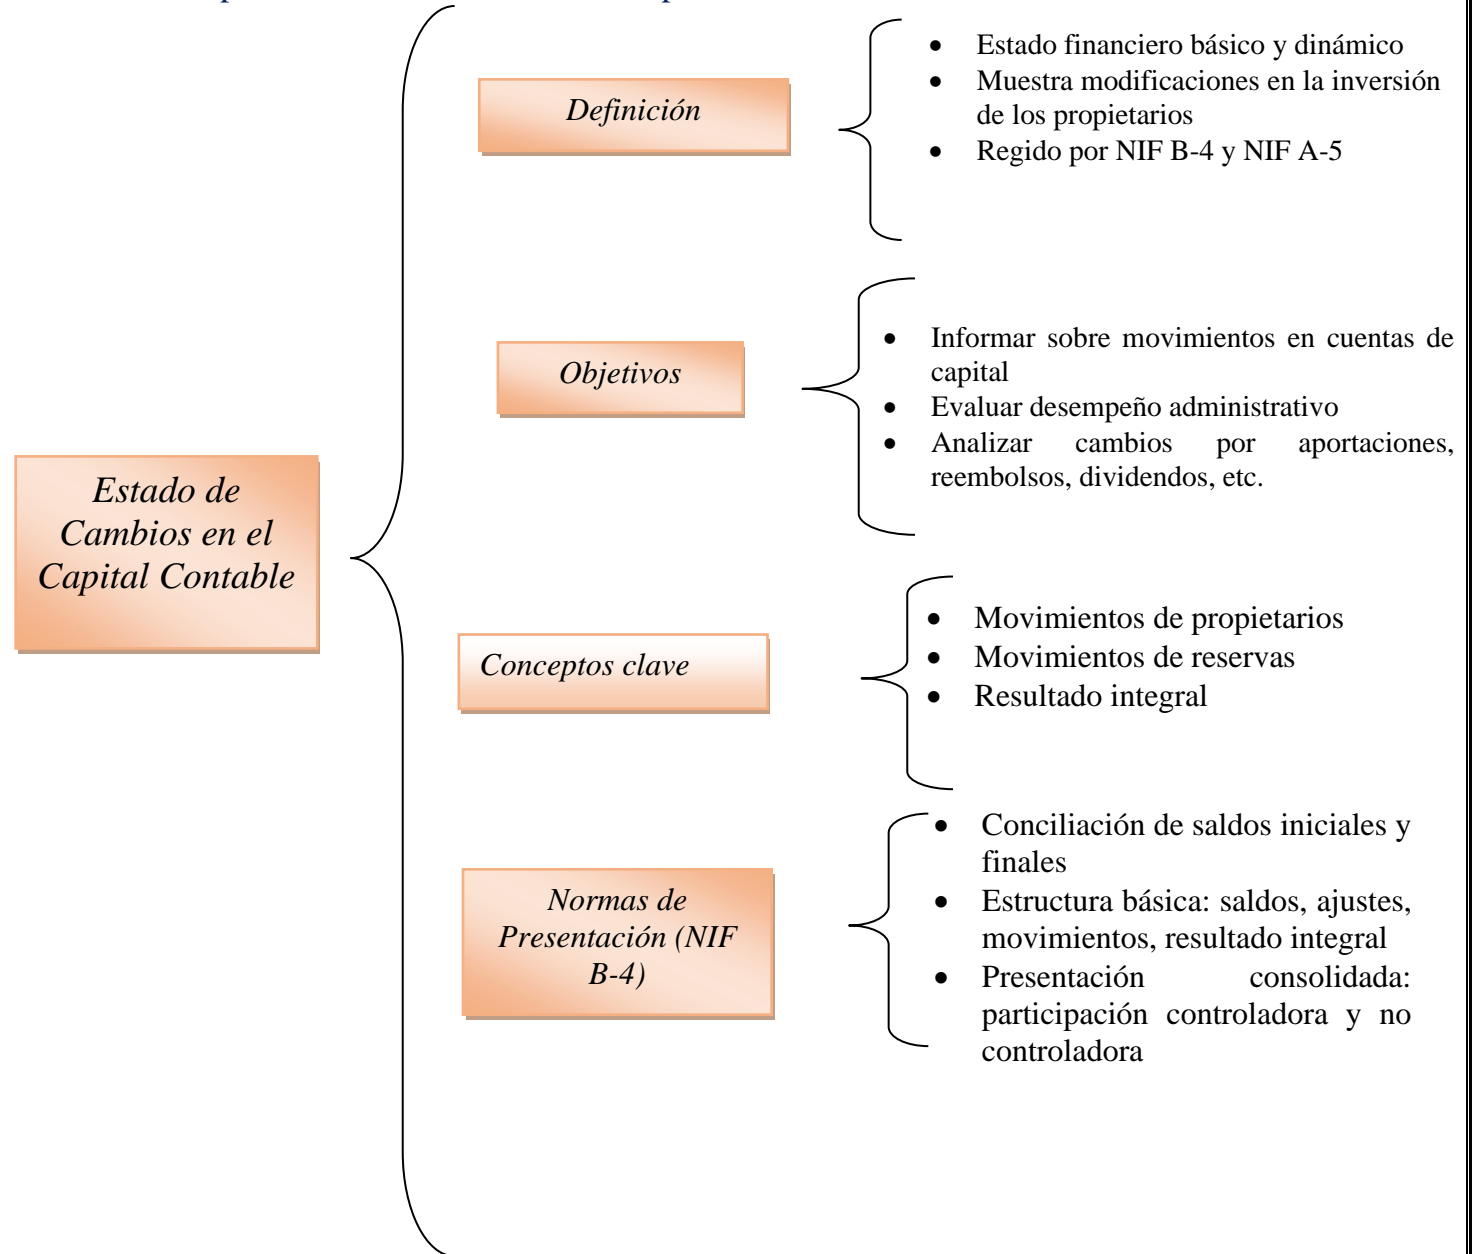 Estado de
Cambios en el
Capital Contable
Definición
• Estado financiero básico y dinámico
• Muestra modificaciones en la inversión
de los propietarios
• Regido por NIF B-4 y NIF A-5
Objetivos
• Informar sobre movimientos en cuentas de
capital
• Evaluar desempeño administrativo
• Analizar cambios por aportaciones,
reembolsos, dividendos, etc.
Conceptos clave
• Movimientos de propietarios
• Movimientos de reservas
• Resultado integral
Normas de
Presentación (NIF
B-4)
• Conciliación de saldos iniciales y
finales
• Estructura básica: saldos, ajustes,
movimientos, resultado integral
• Presentación consolidada:
participación controladora y no
controladora